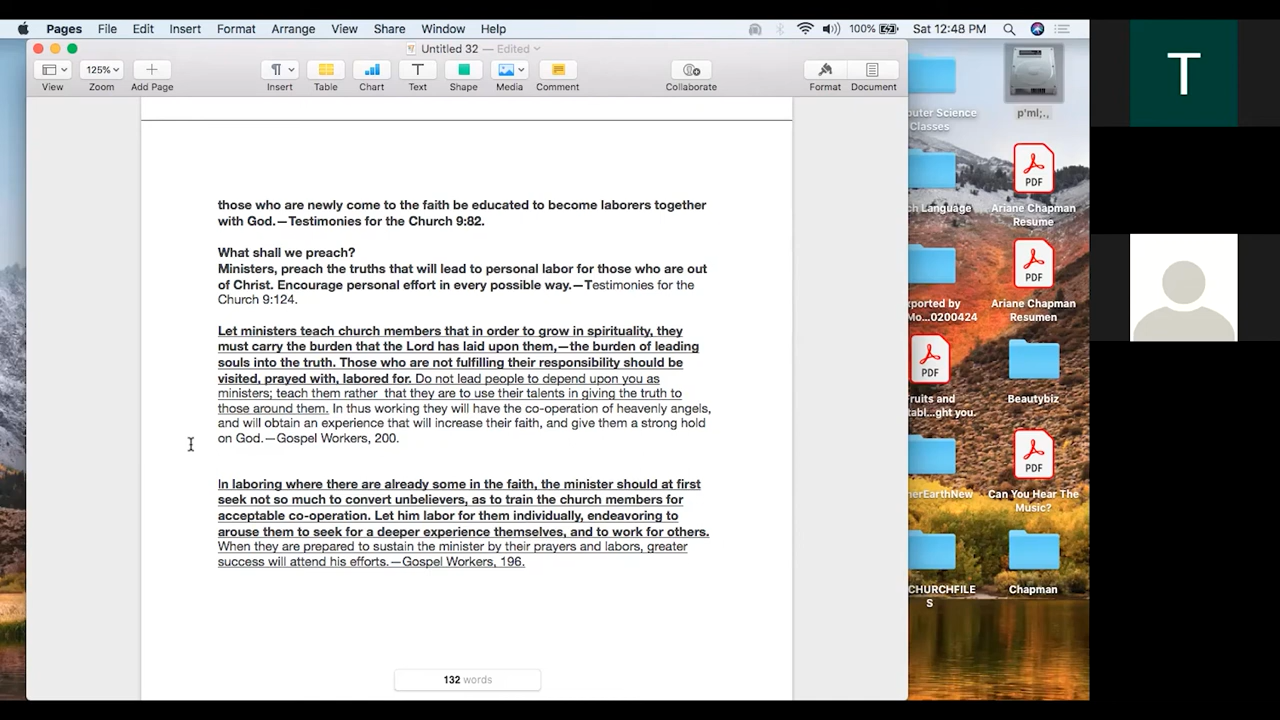 Pages File Edit Insert Format Arrange View Share Window Help 100% Sat 12:48 PM
Untitled 32 — Edited
125%
View Zoom Add Page Insert Table Chart Text Shape Media Comment Collaborate Format Document
those who are newly come to the faith be educated to become laborers together
with God.—Testimonies for the Church 9:82.
What shall we preach?
Ministers, preach the truths that will lead to personal labor for those who are out
of Christ. Encourage personal effort in every possible way.—Testimonies for the
Church 9:124.
Let ministers teach church members that in order to grow in spirituality, they
must carry the burden that the Lord has laid upon them,—the burden of leading
souls into the truth. Those who are not fulfilling their responsibility should be
visited, prayed with, labored for. Do not lead people to depend upon you as
ministers; teach them rather that they are to use their talents in giving the truth to
those around them. In thus working they will have the co-operation of heavenly angels,
and will obtain an experience that will increase their faith, and give them a strong hold
on God.—Gospel Workers, 200.
In laboring where there are already some in the faith, the minister should at first
seek not so much to convert unbelievers, as to train the church members for
acceptable co-operation. Let him labor for them individually, endeavoring to
arouse them to seek for a deeper experience themselves, and to work for others.
When they are prepared to sustain the minister by their prayers and labors, greater
success will attend his efforts.—Gospel Workers, 196.
132 words
puter Science
Classes
p'ml;.,
ch Language
PDF
Ariane Chapman
Resume
ported by
Mo...0200424
PDF
Ariane Chapman
Resumen
PDF
Fruits and
tabl...ght you.
Beautybiz
nerEarthNew
PDF
Can You Hear The
Music?
CHURCHFILE
S
Chapman
T